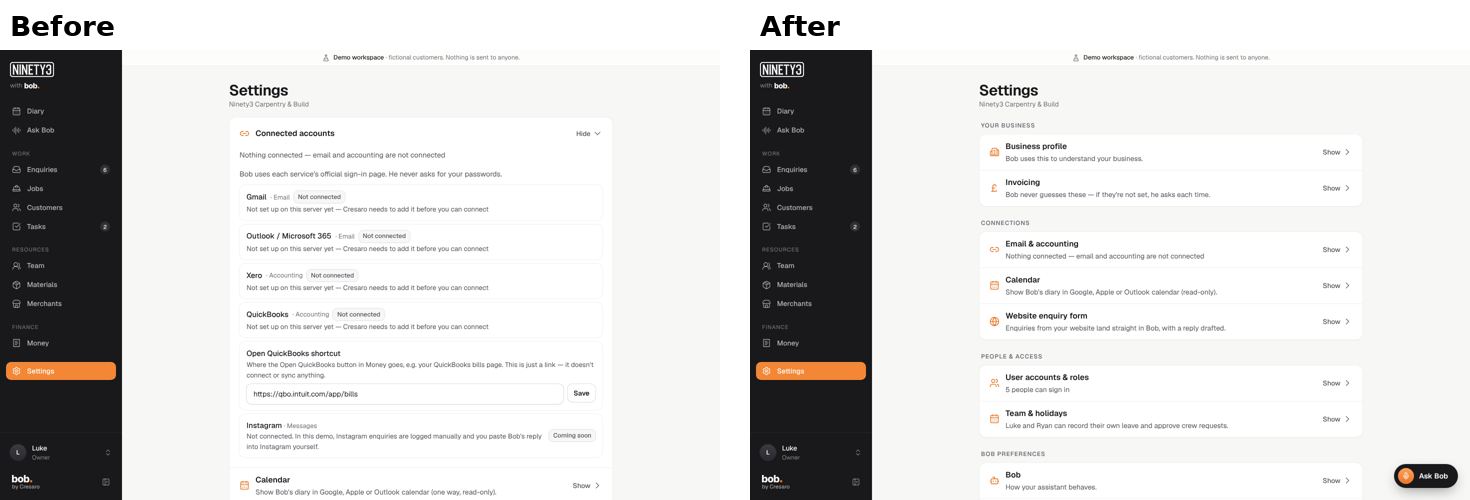 Before
NINETY3
with bob.
Diary
Ask Bob
WORK
Enquiries 6
Jobs
Customers
Tasks 2
RESOURCES
Team
Materials
Merchants
FINANCE
Money
Settings
L
Luke
Owner
bob.
by Cresaro
Demo workspace · fictional customers. Nothing is sent to anyone.
Settings
Ninety3 Carpentry & Build
Connected accounts Hide
Nothing connected — email and accounting are not connected
Bob uses each service's official sign-in page. He never asks for your passwords.
Gmail · Email Not connected
Not set up on this server yet — Cresaro needs to add it before you can connect
Outlook / Microsoft 365 · Email Not connected
Not set up on this server yet — Cresaro needs to add it before you can connect
Xero · Accounting Not connected
Not set up on this server yet — Cresaro needs to add it before you can connect
QuickBooks · Accounting Not connected
Not set up on this server yet — Cresaro needs to add it before you can connect
Open QuickBooks shortcut
Where the Open QuickBooks button in Money goes, e.g. your QuickBooks bills page. This is just a link — it doesn't
connect or sync anything.
https://qbo.intuit.com/app/bills Save
Instagram · Messages
Not connected. In this demo, Instagram enquiries are logged manually and you paste Bob's reply
into Instagram yourself.
Coming soon
Calendar Show
Show Bob's diary in Google, Apple or Outlook calendar (one way, read-only).
After
NINETY3
with bob.
Diary
Ask Bob
WORK
Enquiries 6
Jobs
Customers
Tasks 2
RESOURCES
Team
Materials
Merchants
FINANCE
Money
Settings
L
Luke
Owner
bob.
by Cresaro
Demo workspace · fictional customers. Nothing is sent to anyone.
Settings
Ninety3 Carpentry & Build
YOUR BUSINESS
Business profile Show
Bob uses this to understand your business.
£
Invoicing Show
Bob never guesses these — if they're not set, he asks each time.
CONNECTIONS
Email & accounting Show
Nothing connected — email and accounting are not connected
Calendar Show
Show Bob's diary in Google, Apple or Outlook calendar (read-only).
Website enquiry form Show
Enquiries from your website land straight in Bob, with a reply drafted.
PEOPLE & ACCESS
User accounts & roles Show
5 people can sign in
Team & holidays Show
Luke and Ryan can record their own leave and approve crew requests.
BOB PREFERENCES
Bob Show
How your assistant behaves.
Ask Bob